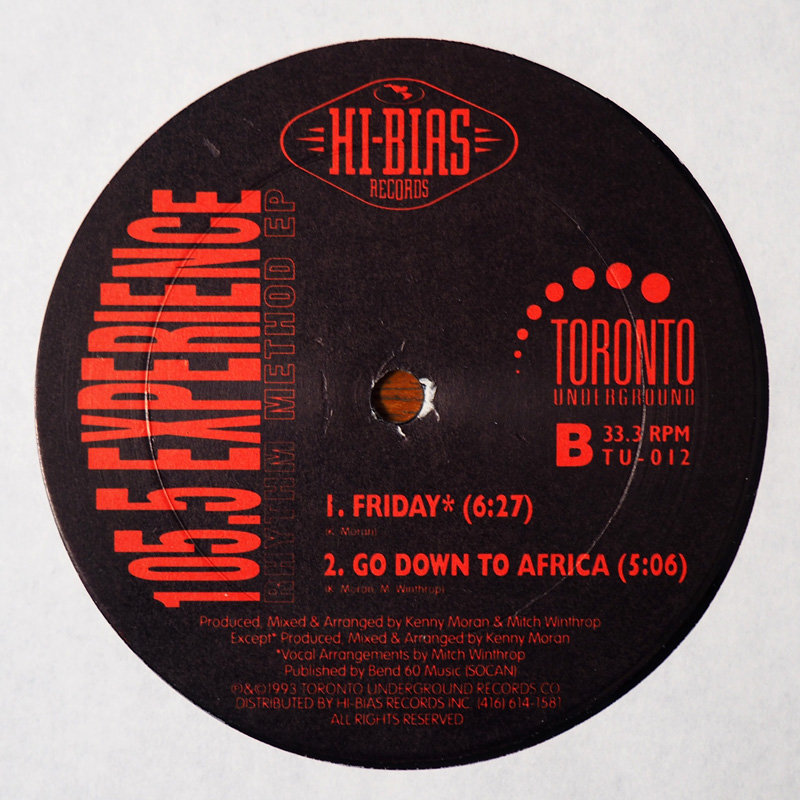 HI-BIAS
RECORDS
105.5 EXPERIENCE
RHYTHM METHOD EP
TORONTO
UNDERGROUND
B 33.3 RPM
TU-012
1. FRIDAY* (6:27)
(K. Moran)
2. GO DOWN TO AFRICA (5:06)
(K. Moran, M. Winthrop)
Produced, Mixed & Arranged by Kenny Moran & Mitch Winthrop
Except* Produced, Mixed & Arranged by Kenny Moran
*Vocal Arrangements by Mitch Winthrop
Published by Bend 60 Music (SOCAN)
℗&©1993 TORONTO UNDERGROUND RECORDS CO.
DISTRIBUTED BY HI-BIAS RECORDS INC. (416) 614-1581
ALL RIGHTS RESERVED